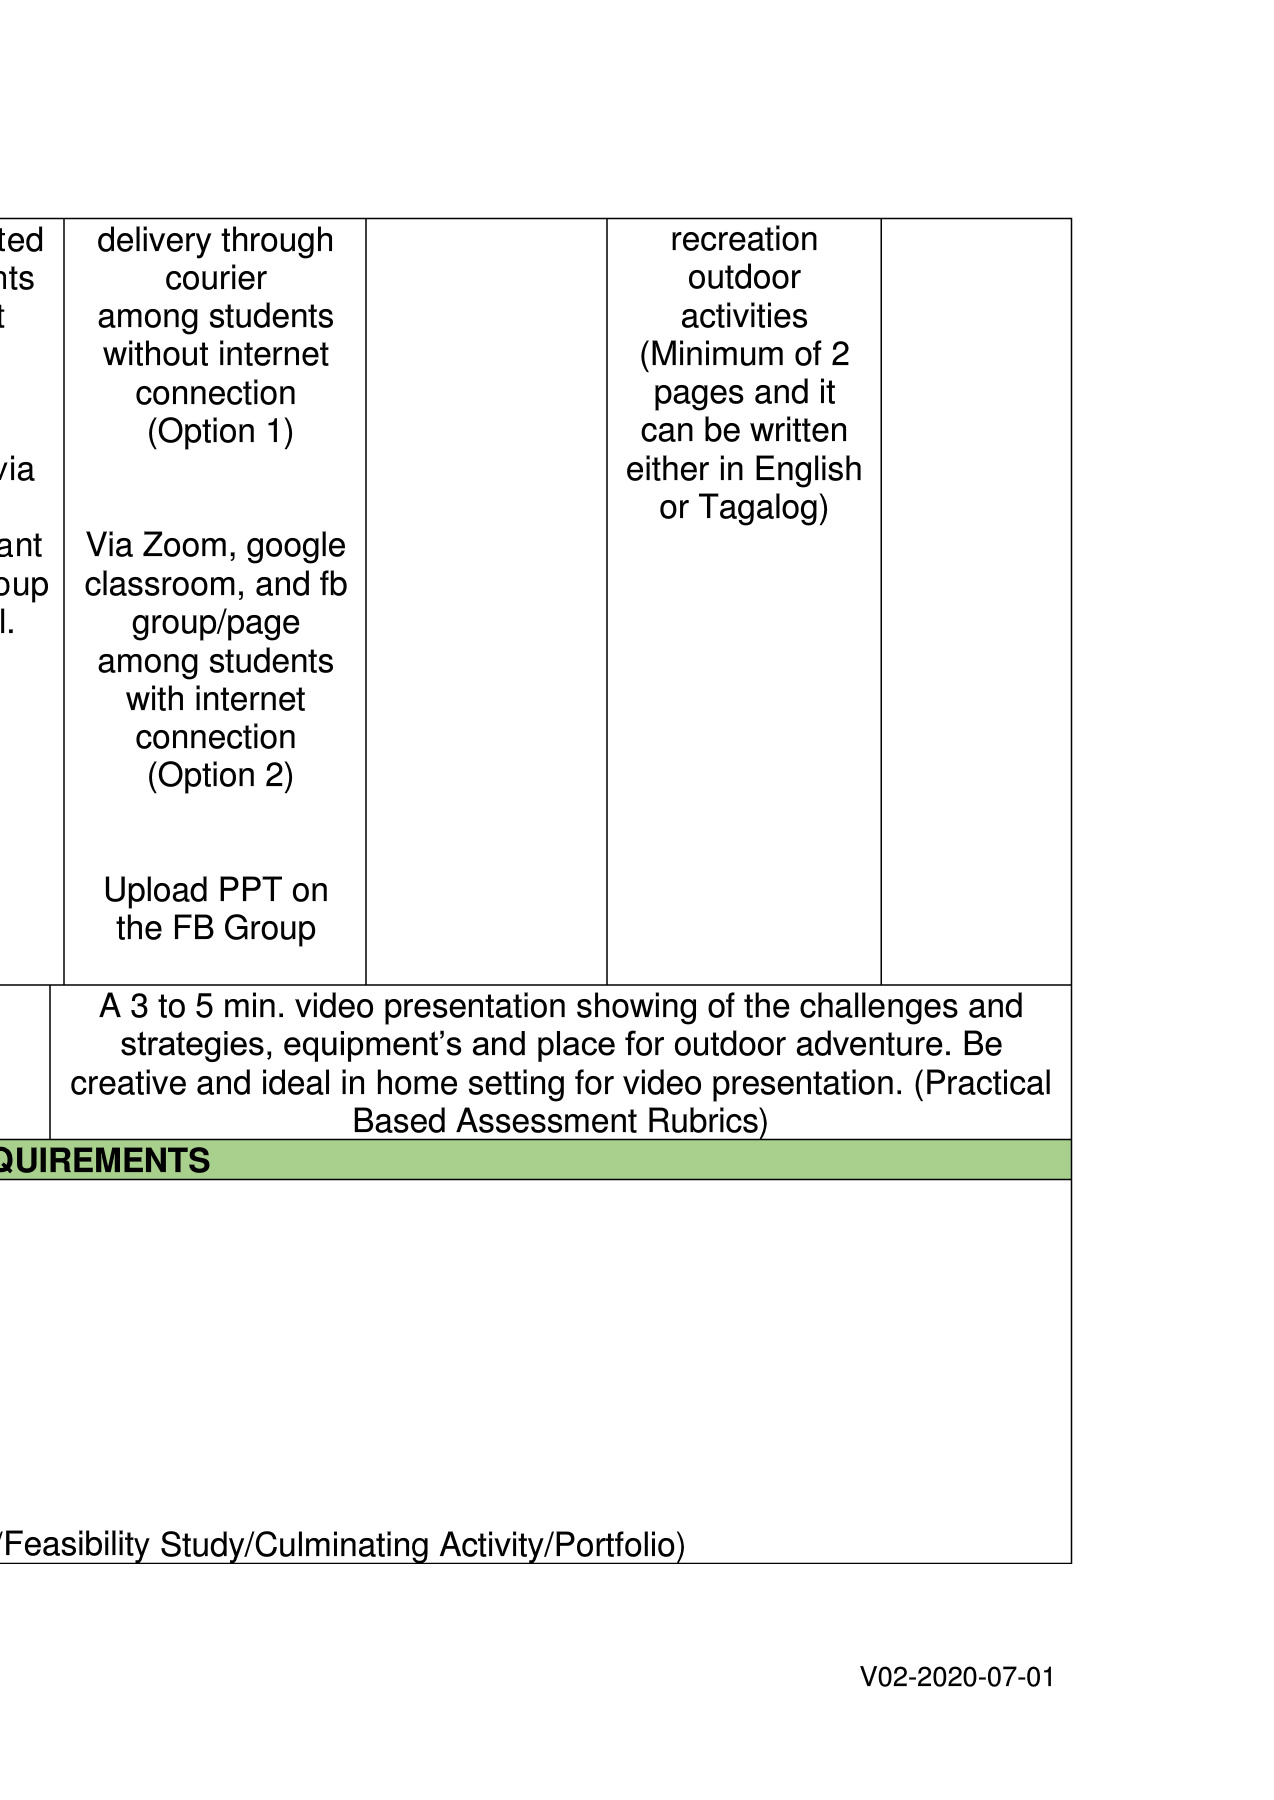 delivery through
courier
among students
without internet
connection
(Option 1)
Via Zoom, google
classroom, and fb
group/page
among students
with internet
connection
(Option 2)
Upload PPT on
the FB Group
recreation
outdoor
activities
(Minimum of 2
pages and it
can be written
either in English
or Tagalog)
via
A 3 to 5 min. video presentation showing of the challenges and
strategies, equipment’s and place for outdoor adventure. Be
creative and ideal in home setting for video presentation. (Practical
Based Assessment Rubrics)
QUIREMENTS
/Feasibility Study/Culminating Activity/Portfolio)
V02-2020-07-01